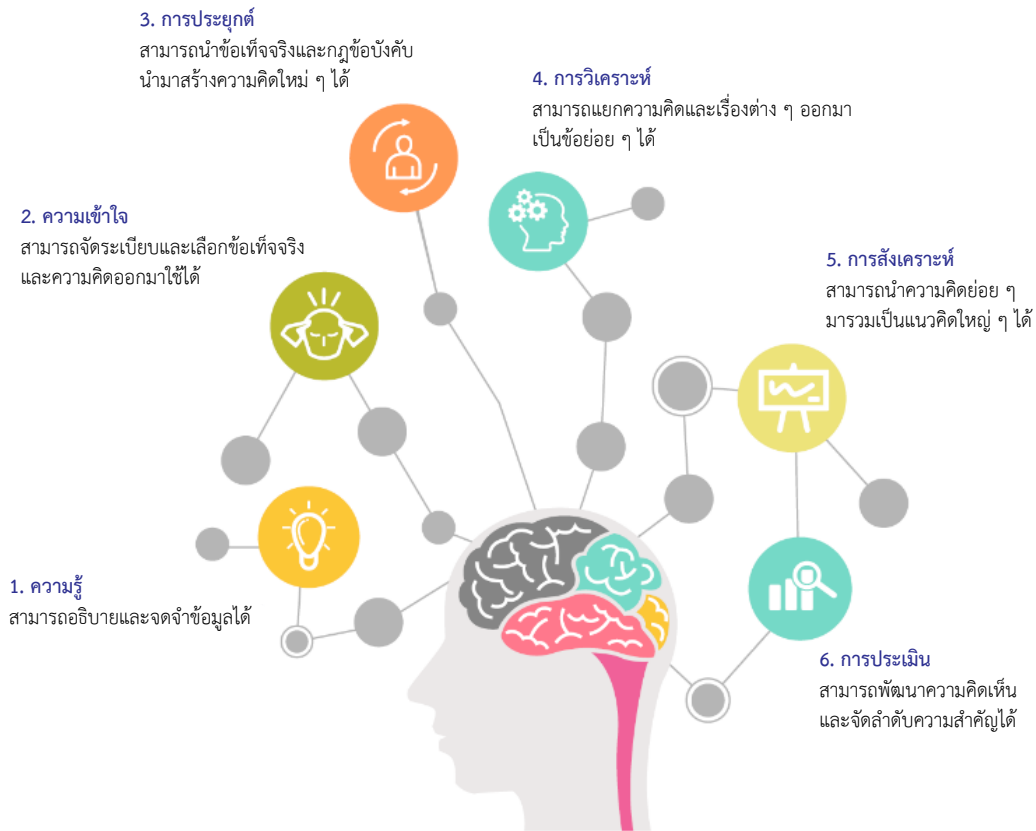 3. การประยุกต์
สามารถนำข้อเท็จจริงและกฎข้อบังคับ
นำมาสร้างความคิดใหม่ ๆ ได้
4. การวิเคราะห์
สามารถแยกความคิดและเรื่องต่าง ๆ ออกมา
เป็นข้อย่อย ๆ ได้
2. ความเข้าใจ
สามารถจัดระเบียบและเลือกข้อเท็จจริง
และความคิดออกมาใช้ได้
5. การสังเคราะห์
สามารถนำความคิดย่อย ๆ
มารวมเป็นแนวคิดใหญ่ ๆ ได้
1. ความรู้
สามารถอธิบายและจดจำข้อมูลได้
6. การประเมิน
สามารถพัฒนาความคิดเห็น
และจัดลำดับความสำคัญได้